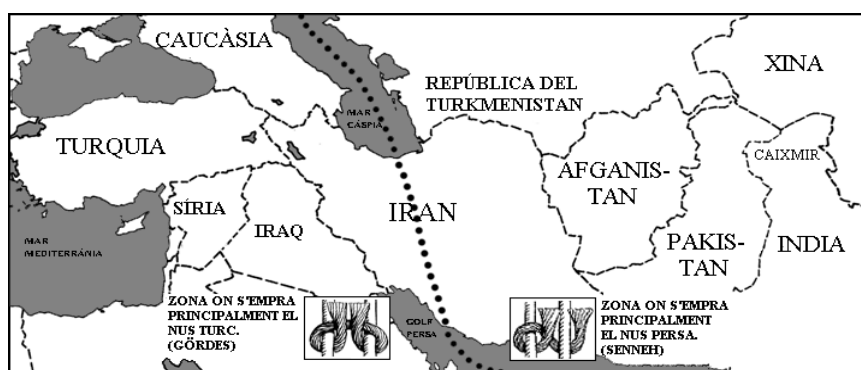 CAUCÀSIA
XINA
REPÚBLICA DEL
TURKMENISTAN
MAR
CÀSPIA
TURQUIA
CAIXMIR
AFGANIS-
TAN
SÍRIA
IRAN
IRAQ
PAKIS-
TAN
INDIA
MAR
MEDITERRÀNIA
ZONA ON S'EMPRA
PRINCIPALMENT EL
NUS TURC.
(GÖRDES)
GOLF
PERSA
ZONA ON S'EMPRA
PRINCIPALMENT
EL NUS PERSA.
(SENNEH)